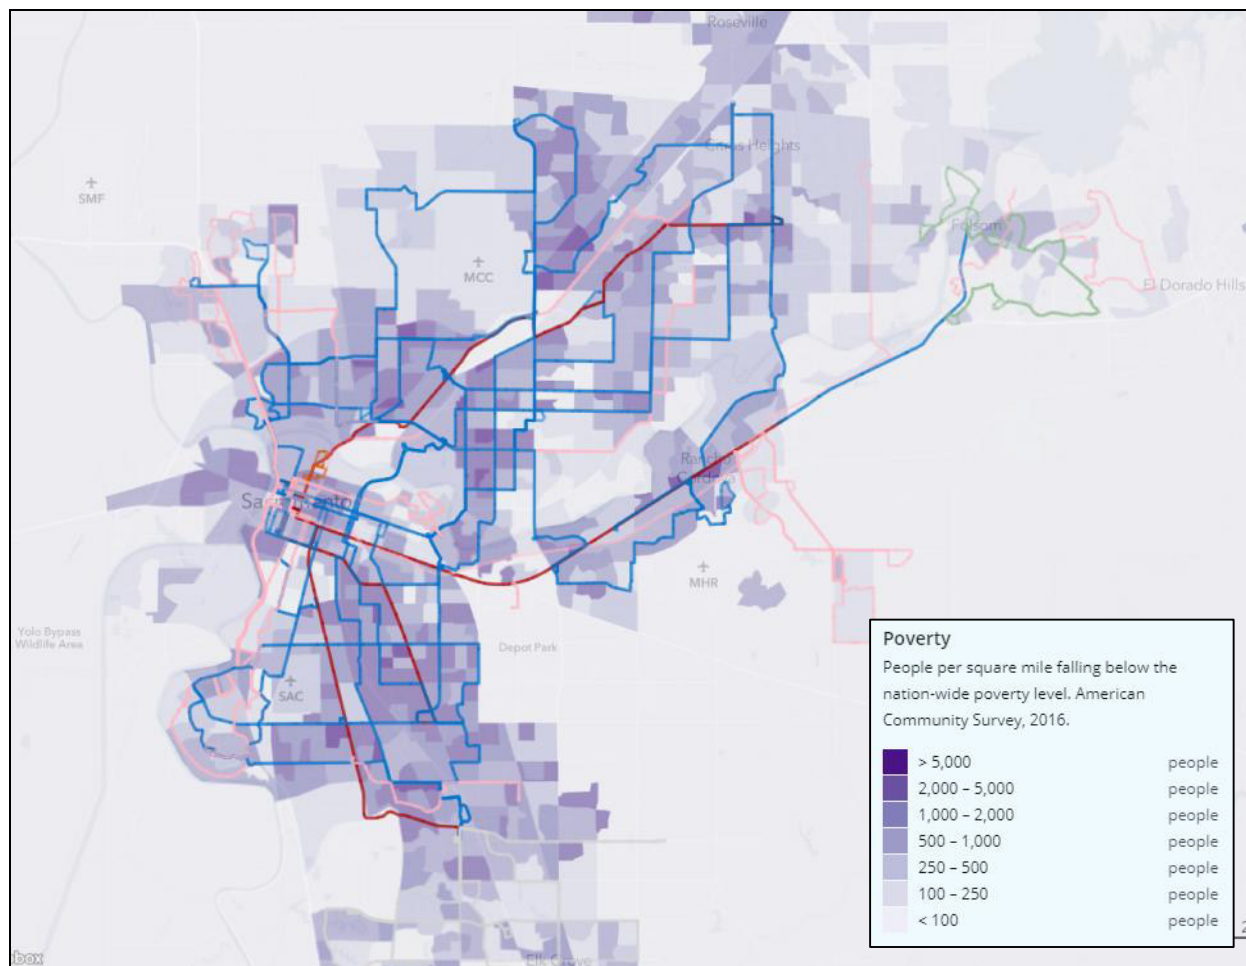 Roseville
Citrus Heights
SMF
Folsom
MCC
El Dorado Hills
Rancho
Cordova
Sacramento
MHR
Yolo Bypass
Wildlife Area
Depot Park
SAC
Poverty
People per square mile falling below the
nation-wide poverty level. American
Community Survey, 2016.
> 5,000 people
2,000 – 5,000 people
1,000 – 2,000 people
500 – 1,000 people
250 – 500 people
100 – 250 people
< 100 people
2
box
Elk Grove